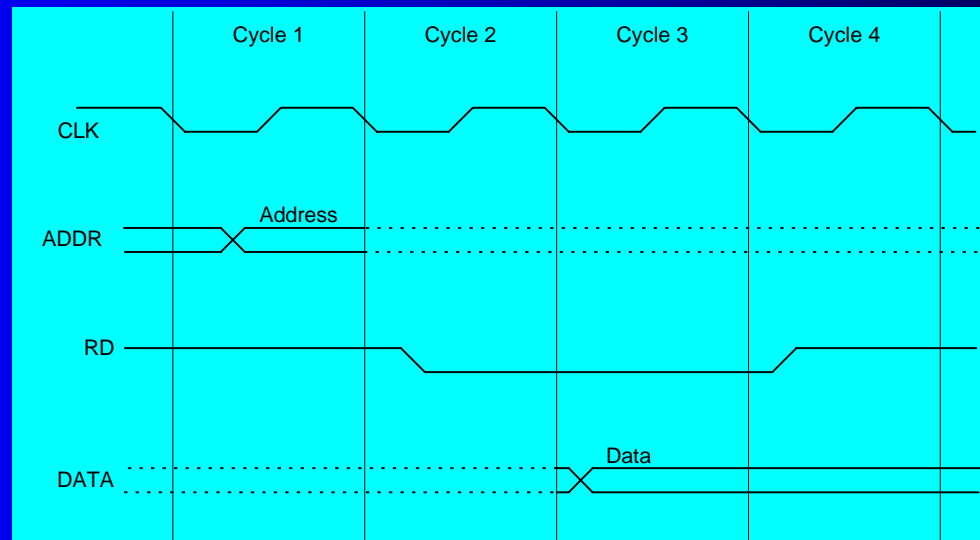 Cycle 1 Cycle 2 Cycle 3 Cycle 4
CLK
Address
ADDR
RD
Data
DATA